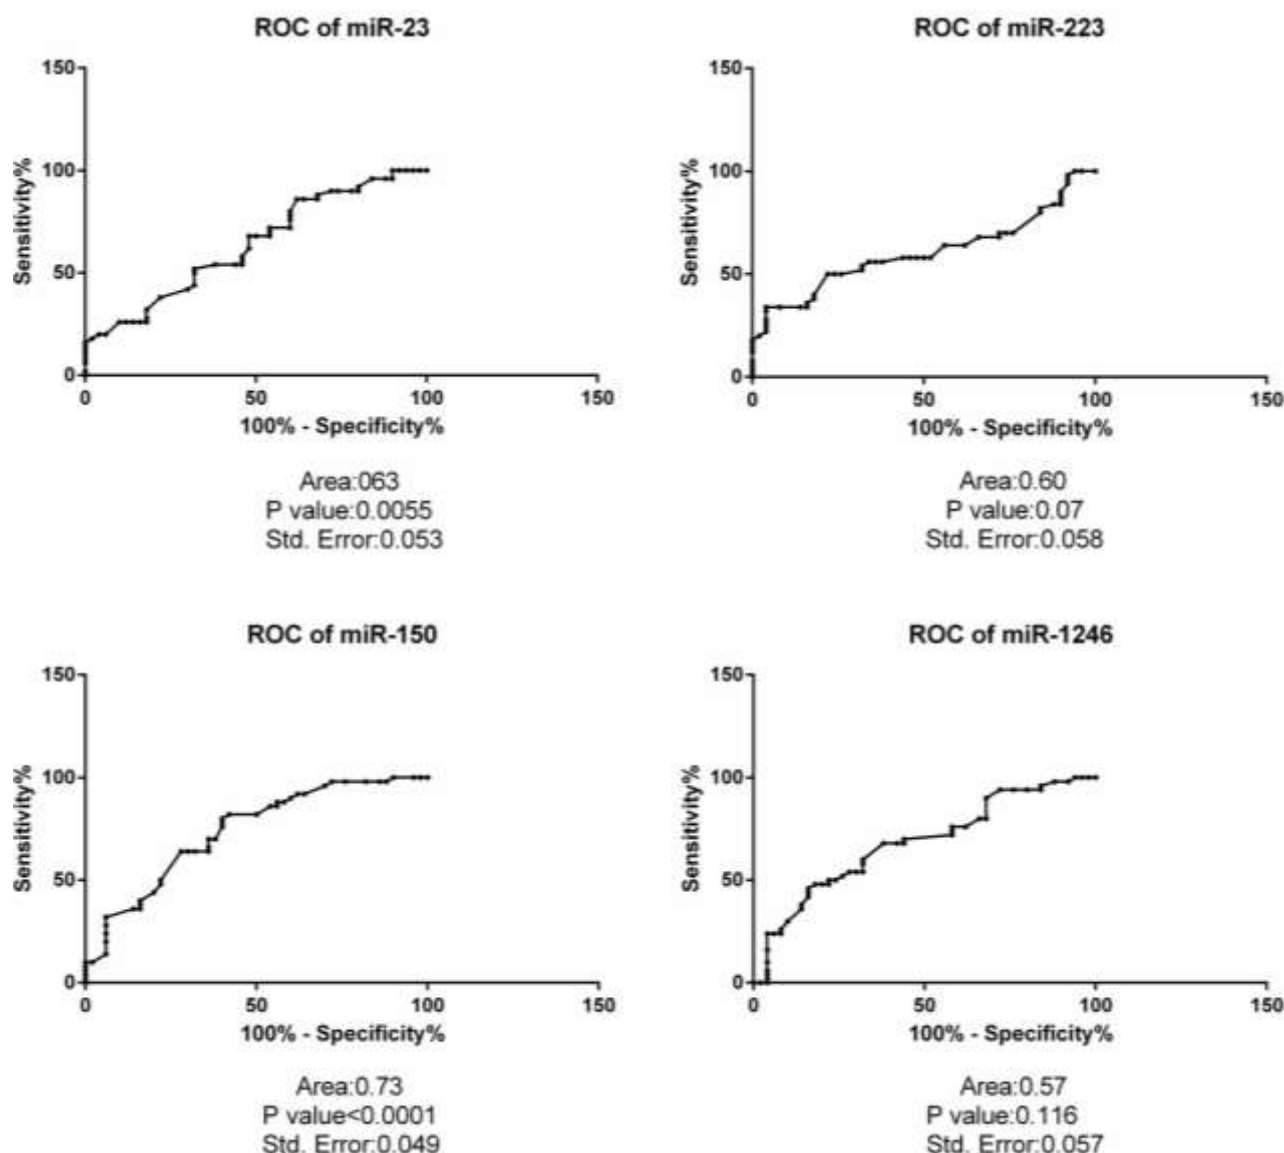 ROC of miR-23
150
100
50
0
Sensitivity%
0 50 100 150
100% - Specificity%
Area:063
P value:0.0055
Std. Error:0.053
ROC of miR-223
150
100
50
0
Sensitivity%
0 50 100 150
100% - Specificity%
Area:0.60
P value:0.07
Std. Error:0.058
ROC of miR-150
150
100
50
0
Sensitivity%
0 50 100 150
100% - Specificity%
Area:0.73
P value<0.0001
Std. Error:0.049
ROC of miR-1246
150
100
50
0
Sensitivity%
0 50 100 150
100% - Specificity%
Area:0.57
P value:0.116
Std. Error:0.057